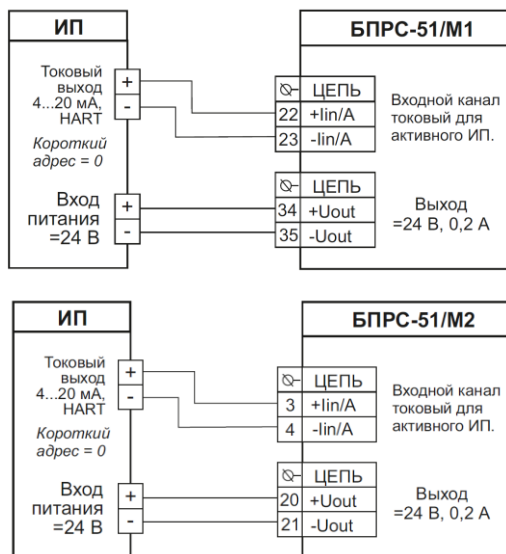 ИП
БПРС-51/М1
Токовый
выход
4...20 мА,
HART
+
-
Короткий
адрес = 0
ЦЕПЬ
22 +Iin/A
23 -Iin/A
Входной канал
токовый для
активного ИП.
Вход
питания
=24 В
+
-
ЦЕПЬ
34 +Uout
35 -Uout
Выход
=24 В, 0,2 А
ИП
БПРС-51/М2
Токовый
выход
4...20 мА,
HART
+
-
Короткий
адрес = 0
ЦЕПЬ
3 +Iin/A
4 -Iin/A
Входной канал
токовый для
активного ИП.
Вход
питания
=24 В
+
-
ЦЕПЬ
20 +Uout
21 -Uout
Выход
=24 В, 0,2 А